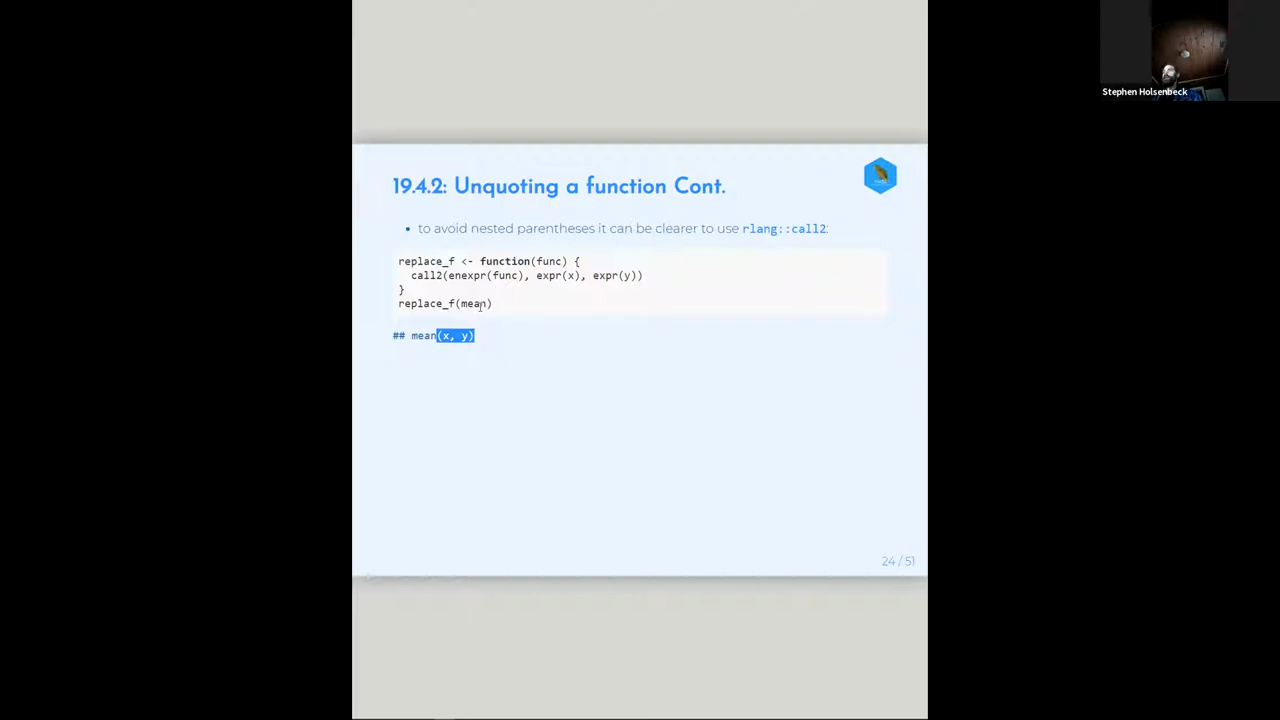 Stephen Holsenbeck
19.4.2: Unquoting a function Cont.
• to avoid nested parentheses it can be clearer to use rlang::call2:
replace_f <- function(func) {
  call2(enexpr(func), expr(x), expr(y))
}
replace_f(mean)
## mean(x, y)
24 / 51